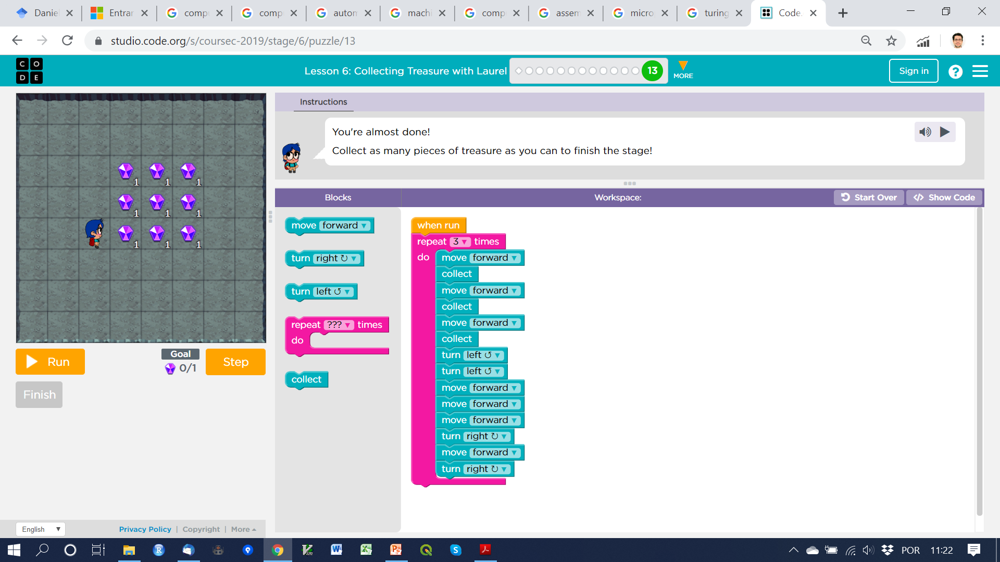 Daniel
Entrar
comp
comp
autom
machi
comp
assem
micro
turing
Code.
studio.code.org/s/coursec-2019/stage/6/puzzle/13
C O
D E
Lesson 6: Collecting Treasure with Laurel
13
MORE
Sign in
?
Instructions
You're almost done!
Collect as many pieces of treasure as you can to finish the stage!
1 1 1
1 1 1
1 1 1
Run
Goal
0/1
Step
Finish
Blocks
Workspace:
Start Over
</> Show Code
move forward
turn right ↻
turn left ↺
repeat ??? times
do
collect
when run
repeat 3 times
do move forward
collect
move forward
collect
move forward
collect
turn left ↺
turn left ↺
move forward
move forward
move forward
turn right ↻
move forward
turn right ↻
English
Privacy Policy | Copyright | More
POR
11:22